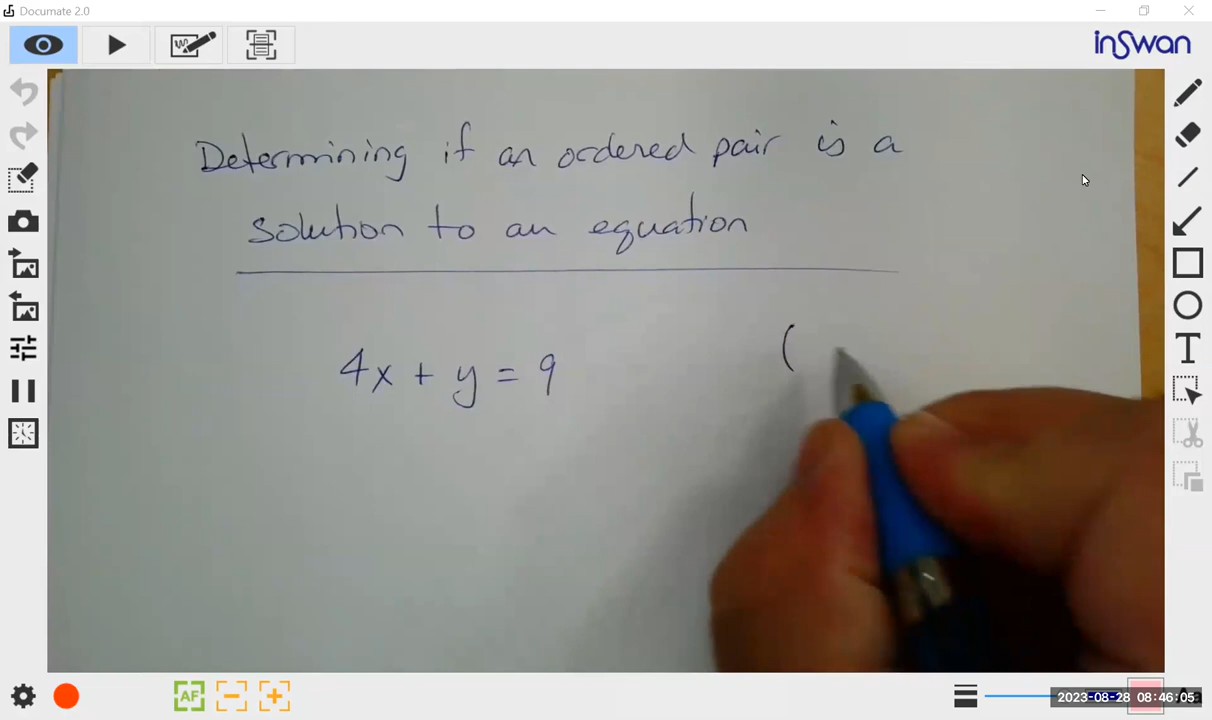 Documate 2.0
inSwan
Determining if an ordered pair is a
solution to an equation
4x + y = 9
(
AF
T
2023-08-28 08:46:05